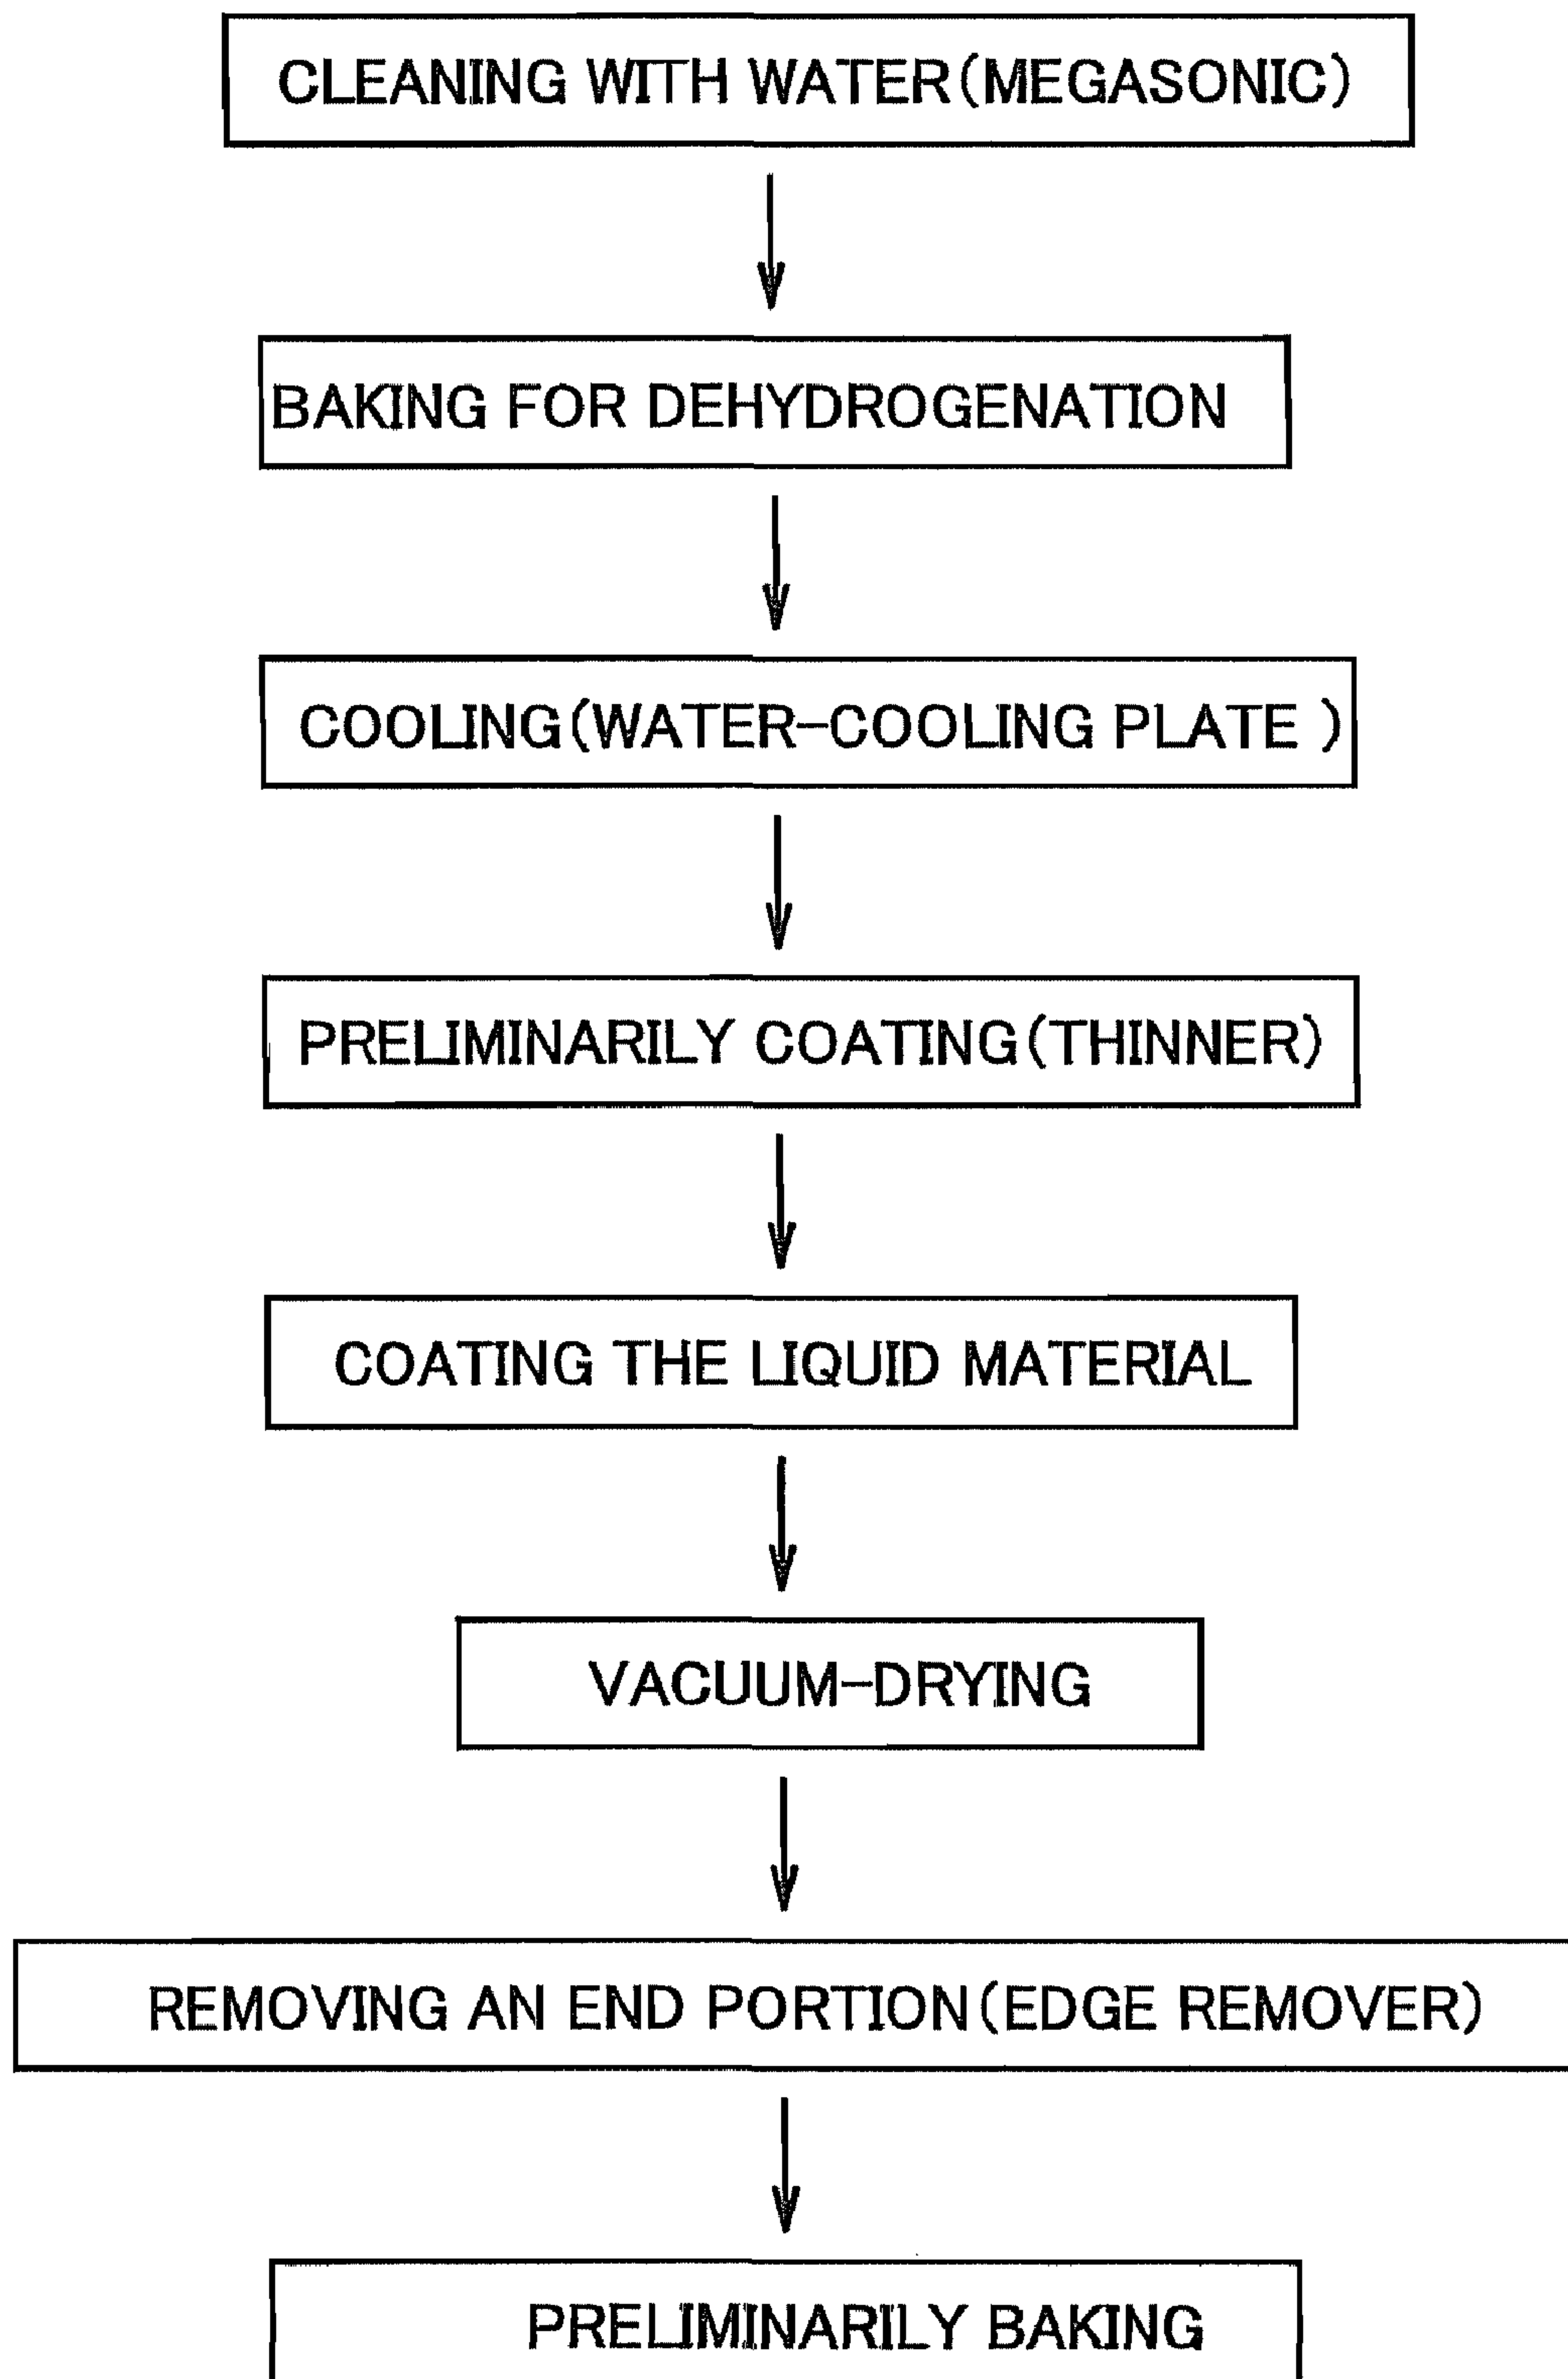 CLEANING WITH WATER(MEGASONIC)
BAKING FOR DEHYDROGENATION
COOLING(WATER-COOLING PLATE )
PRELIMINARILY COATING(THINNER)
COATING THE LIQUID MATERIAL
VACUUM-DRYING
REMOVING AN END PORTION(EDGE REMOVER)
PRELIMINARILY BAKING